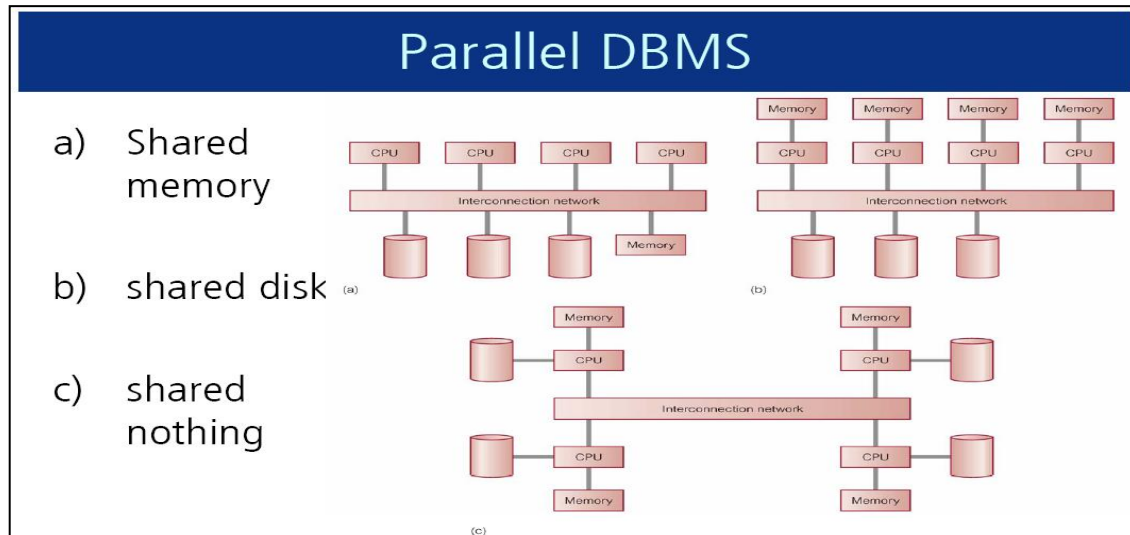 Parallel DBMS
a) Shared
memory
b) shared disk
c) shared
nothing
CPU CPU CPU CPU
Interconnection network
Memory
(a)
Memory Memory Memory Memory
CPU CPU CPU CPU
Interconnection network
(b)
Memory Memory
CPU CPU
Interconnection network
CPU CPU
Memory Memory
(c)